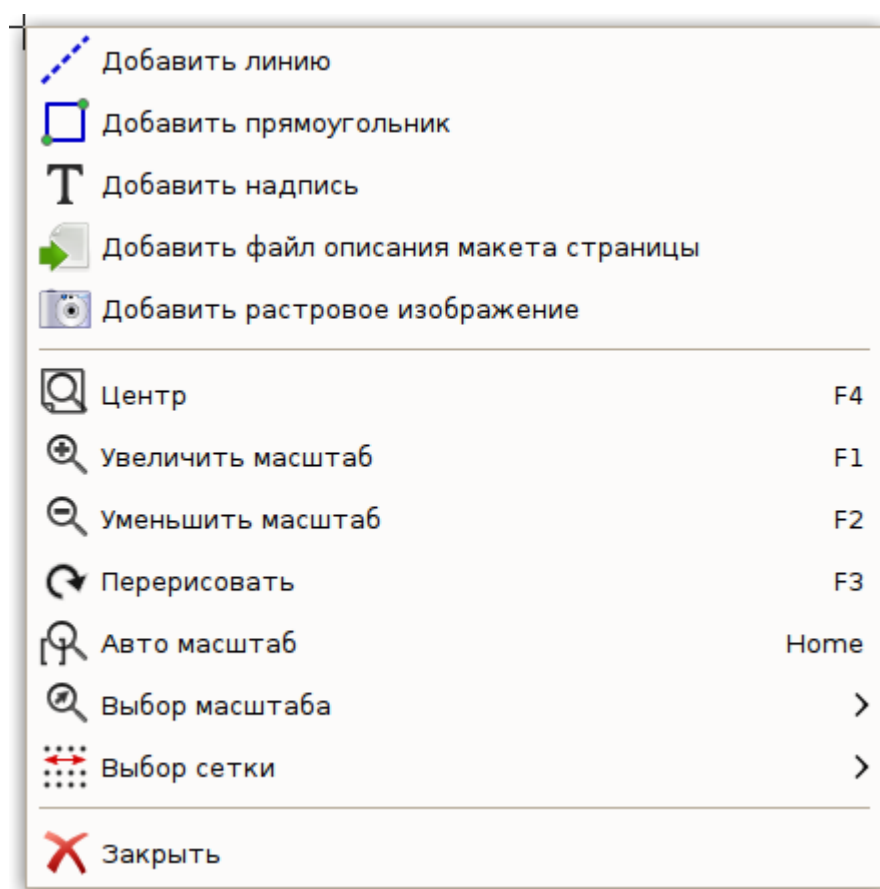 Добавить линию
Добавить прямоугольник
Добавить надпись
Добавить файл описания макета страницы
Добавить растровое изображение
Центр F4
Увеличить масштаб F1
Уменьшить масштаб F2
Перерисовать F3
Авто масштаб Home
Выбор масштаба
Выбор сетки
Закрыть